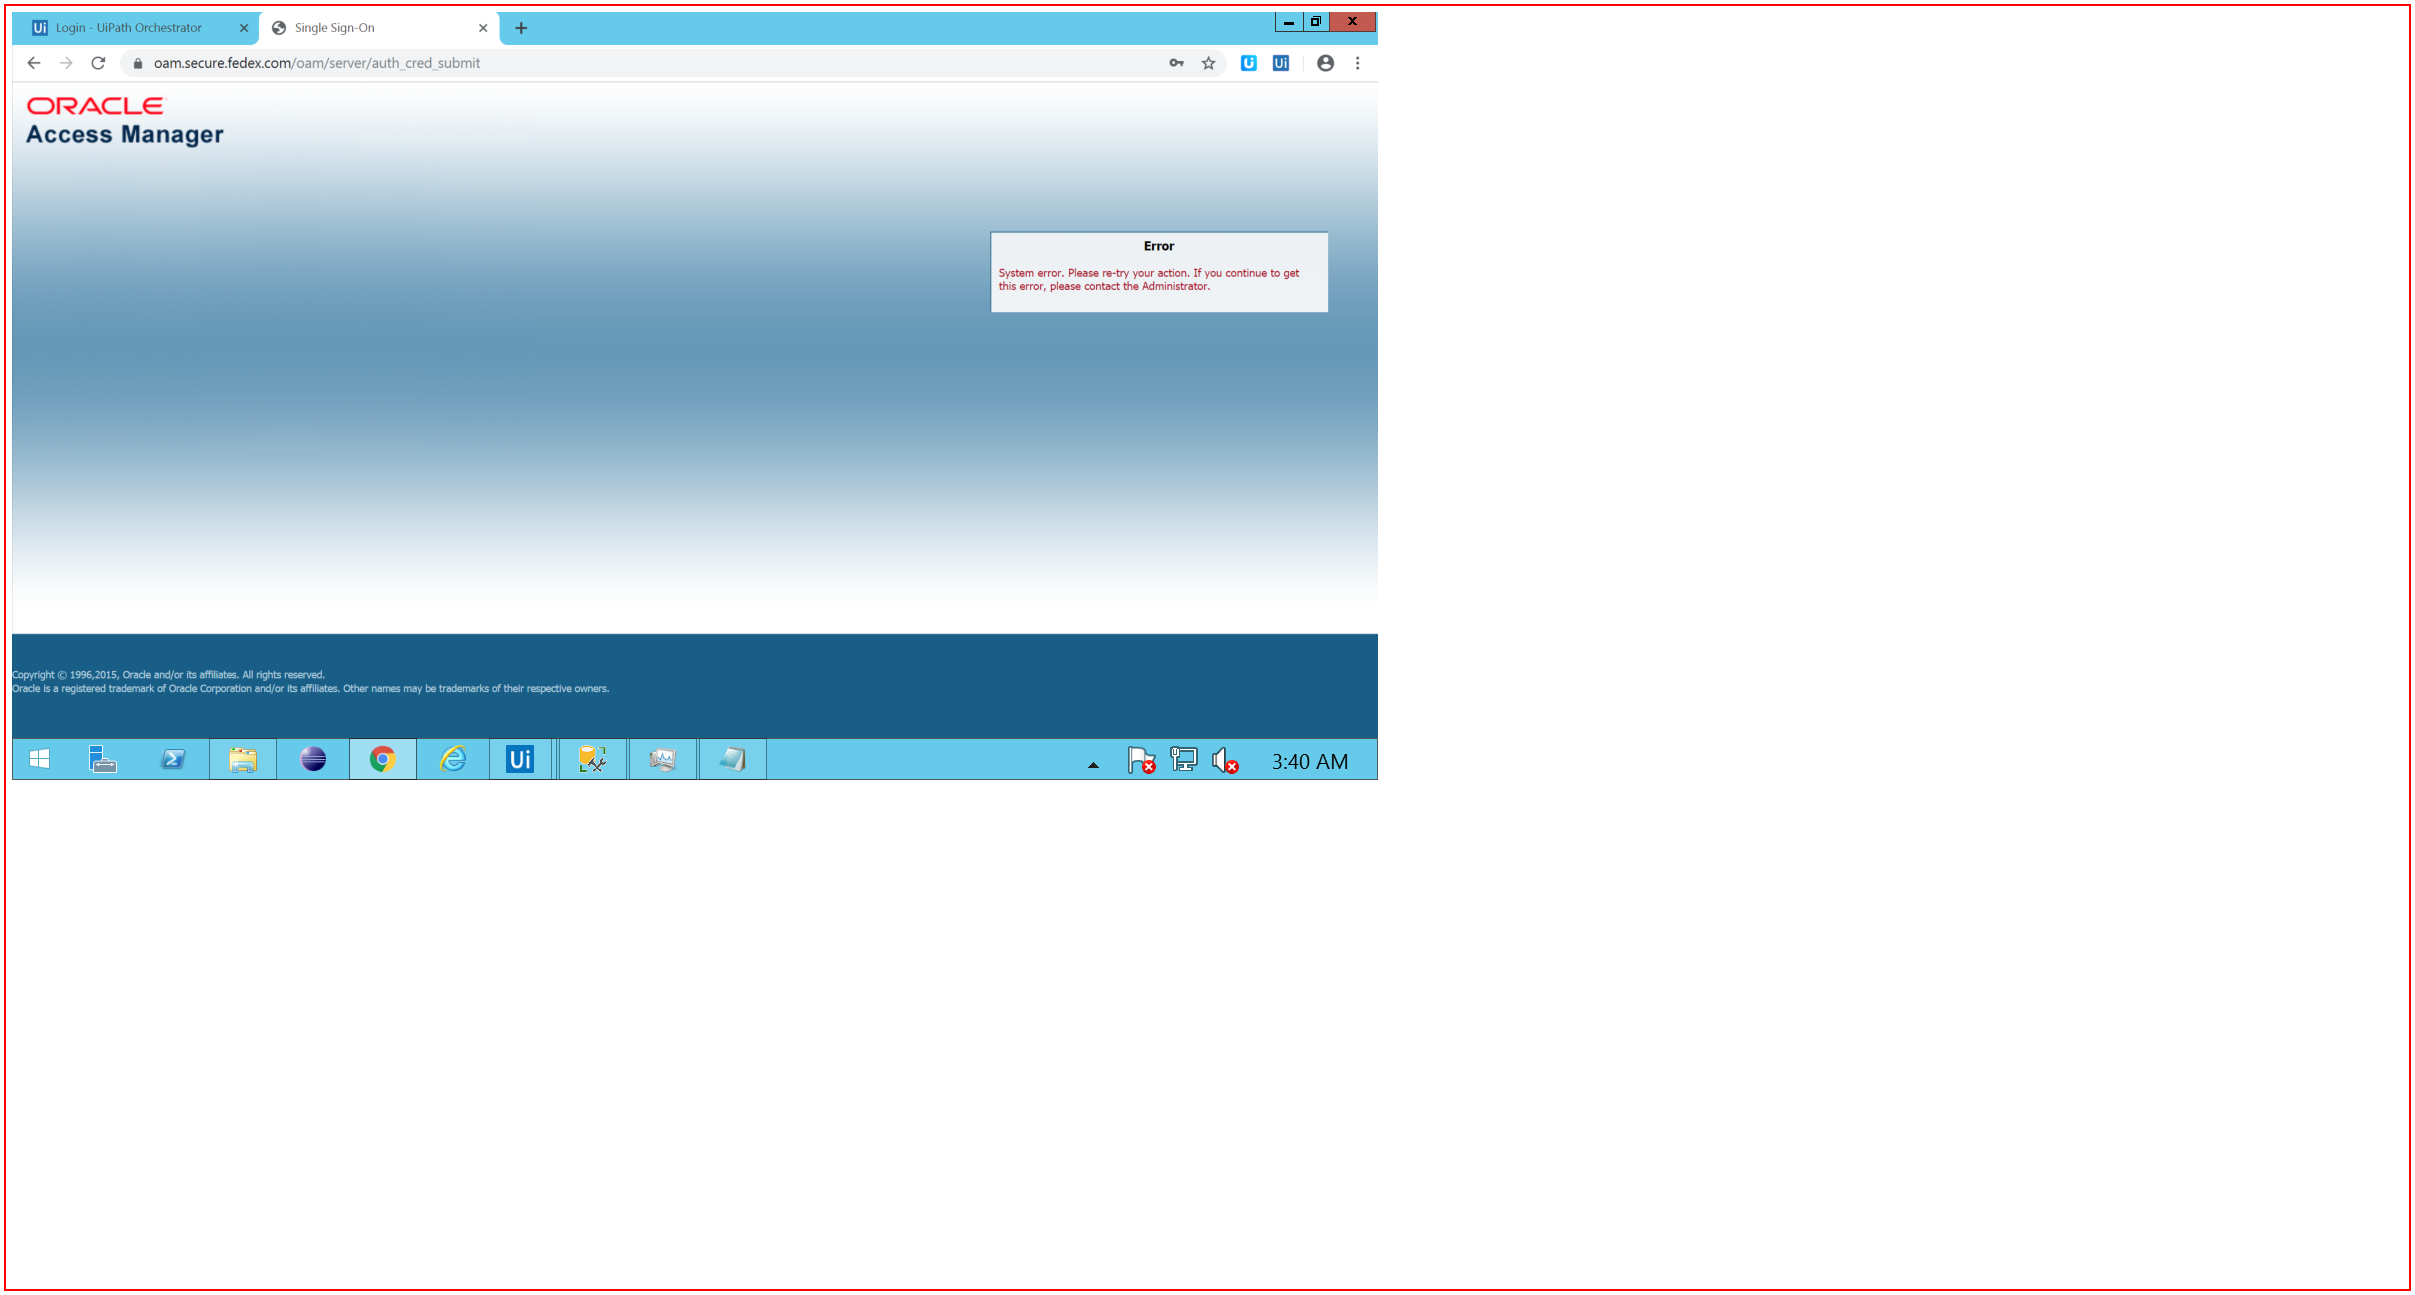 Ui Login - UiPath Orchestrator
Single Sign-On
oam.secure.fedex.com/oam/server/auth_cred_submit
Ui
ORACLE
Access Manager
Error
System error. Please re-try your action. If you continue to get
this error, please contact the Administrator.
Copyright © 1996,2015, Oracle and/or its affiliates. All rights reserved.
Oracle is a registered trademark of Oracle Corporation and/or its affiliates. Other names may be trademarks of their respective owners.
Ui
3:40 AM